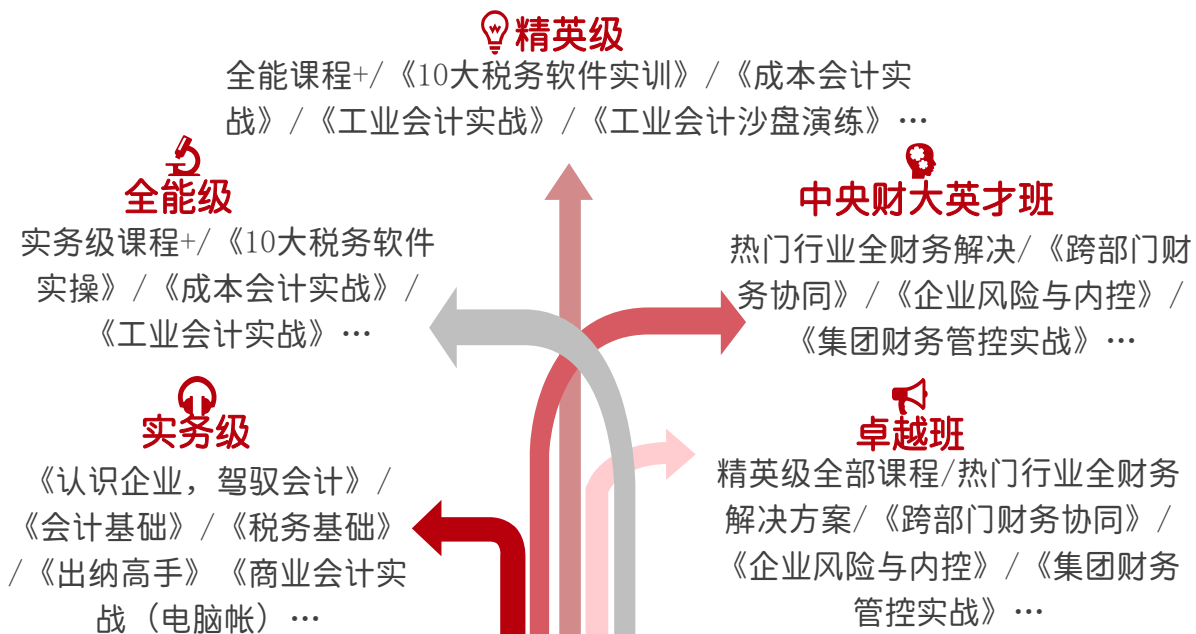 精英级
全能课程+/《10大税务软件实训》/《成本会计实
战》/《工业会计实战》/《工业会计沙盘演练》…
全能级
实务级课程+/《10大税务软件
实操》/《成本会计实战》/
《工业会计实战》…
中央财大英才班
热门行业全财务解决/《跨部门财
务协同》/《企业风险与内控》/
《集团财务管控实战》…
实务级
《认识企业，驾驭会计》/
《会计基础》/《税务基础》
/《出纳高手》《商业会计实
战（电脑帐）…
卓越班
精英级全部课程/热门行业全财务
解决方案/《跨部门财务协同》/
《企业风险与内控》/《集团财务
管控实战》…